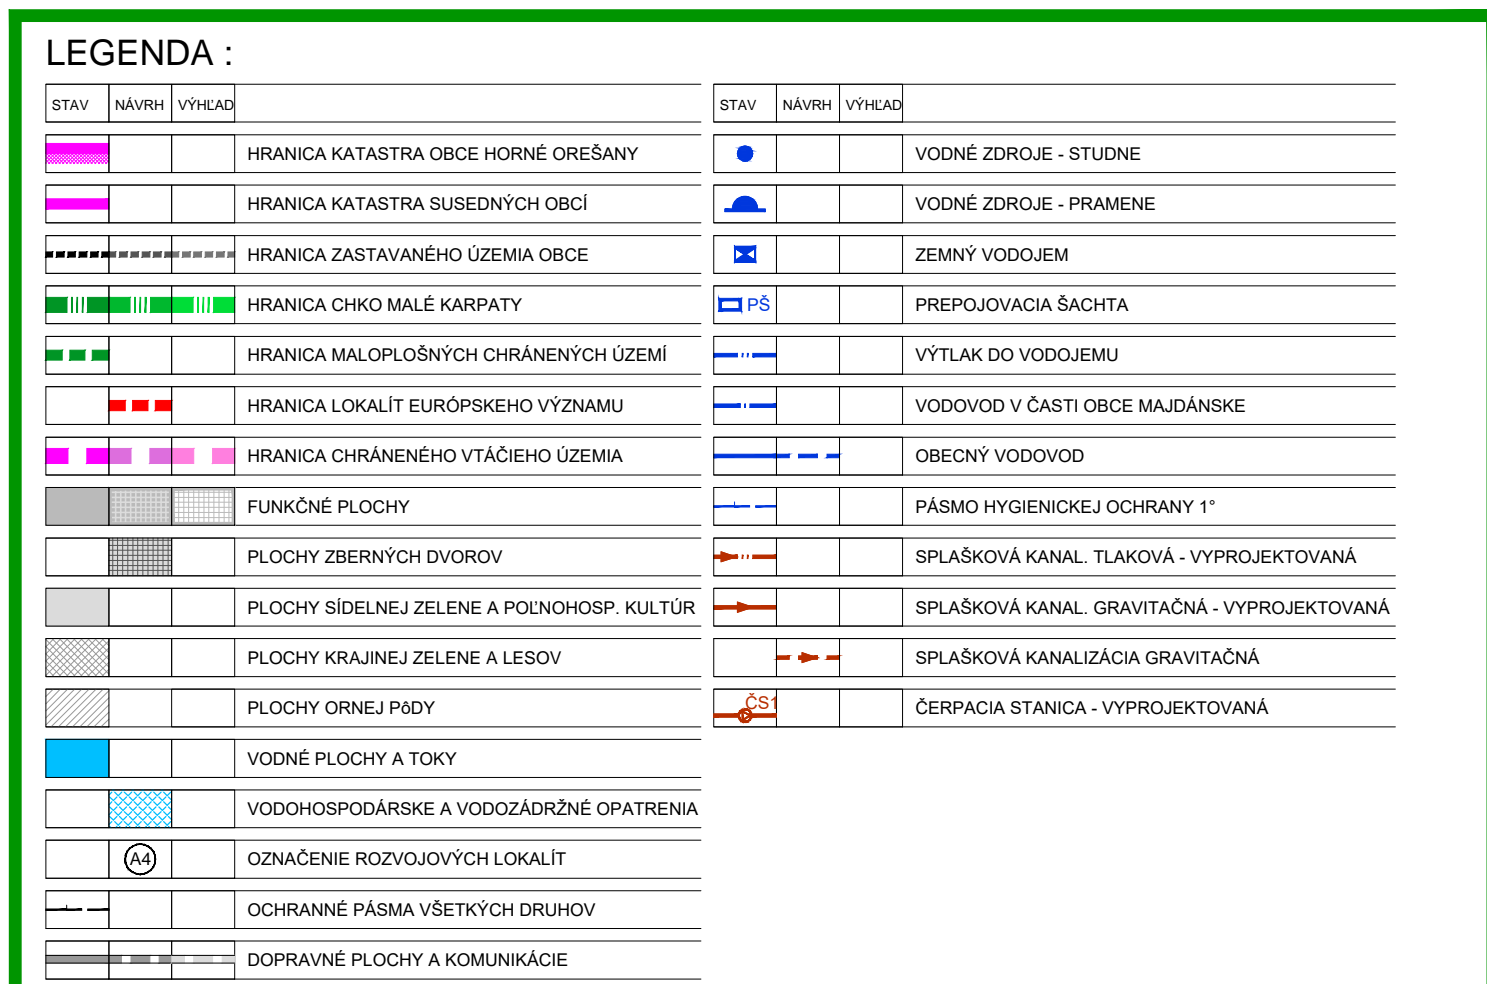 LEGENDA :
STAV NÁVRH VÝHĽAD
HRANICA KATASTRA OBCE HORNÉ OREŠANY
HRANICA KATASTRA SUSEDNÝCH OBCÍ
HRANICA ZASTAVANÉHO ÚZEMIA OBCE
HRANICA CHKO MALÉ KARPATY
HRANICA MALOPLOŠNÝCH CHRÁNENÝCH ÚZEMÍ
HRANICA LOKALÍT EURÓPSKEHO VÝZNAMU
HRANICA CHRÁNENÉHO VTÁČIEHO ÚZEMIA
FUNKČNÉ PLOCHY
PLOCHY ZBERNÝCH DVOROV
PLOCHY SÍDELNEJ ZELENE A POĽNOHOSP. KULTÚR
PLOCHY KRAJINEJ ZELENE A LESOV
PLOCHY ORNEJ PôDY
VODNÉ PLOCHY A TOKY
VODOHOSPODÁRSKE A VODOZÁDRŽNÉ OPATRENIA
A4 OZNAČENIE ROZVOJOVÝCH LOKALÍT
OCHRANNÉ PÁSMA VŠETKÝCH DRUHOV
DOPRAVNÉ PLOCHY A KOMUNIKÁCIE
STAV NÁVRH VÝHĽAD
VODNÉ ZDROJE - STUDNE
VODNÉ ZDROJE - PRAMENE
ZEMNÝ VODOJEM
PŠ PREPOJOVACIA ŠACHTA
VÝTLAK DO VODOJEMU
VODOVOD V ČASTI OBCE MAJDÁNSKE
OBECNÝ VODOVOD
PÁSMO HYGIENICKEJ OCHRANY 1°
SPLAŠKOVÁ KANAL. TLAKOVÁ - VYPROJEKTOVANÁ
SPLAŠKOVÁ KANAL. GRAVITAČNÁ - VYPROJEKTOVANÁ
SPLAŠKOVÁ KANALIZÁCIA GRAVITAČNÁ
ČS1 ČERPACIA STANICA - VYPROJEKTOVANÁ